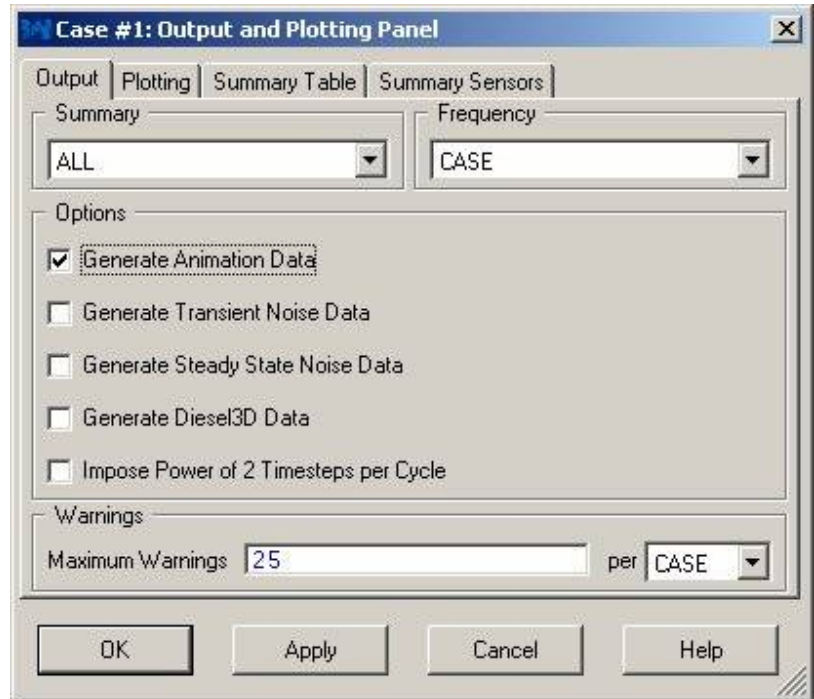 Case #1: Output and Plotting Panel
Output Plotting Summary Table Summary Sensors
Summary Frequency
ALL CASE
Options
Generate Animation Data
Generate Transient Noise Data
Generate Steady State Noise Data
Generate Diesel3D Data
Impose Power of 2 Timesteps per Cycle
Warnings
Maximum Warnings 25 per CASE
OK Apply Cancel Help